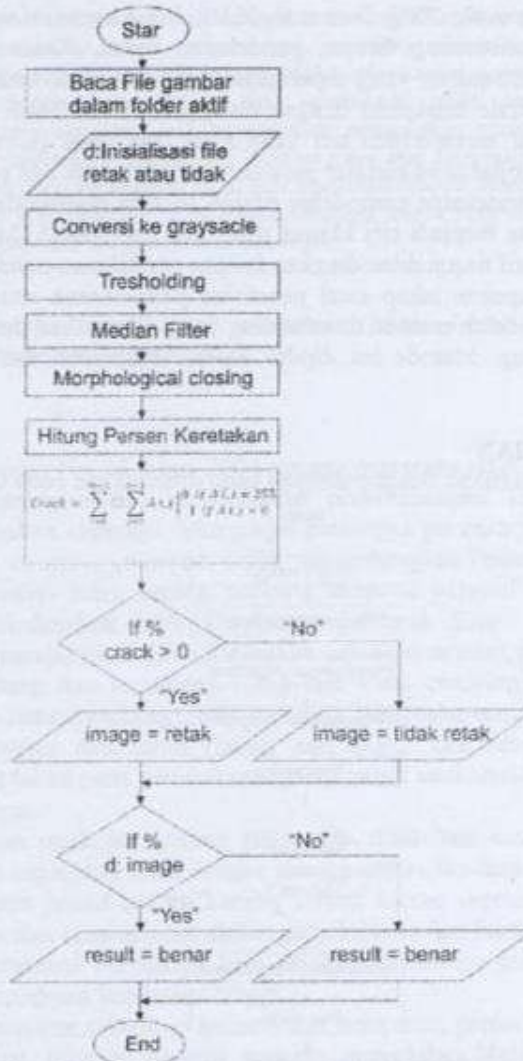 Star
Baca File gambar
dalam folder aktif
d:Inisialisasi file
retak atau tidak
Conversi ke graysacle
Tresholding
Median Filter
Morphological closing
Hitung Persen Keretakan
Crack =
If %
crack > 0
"No"
"Yes"
image = retak
image = tidak retak
If %
d: image
"No"
"Yes"
result = benar
result = benar
End